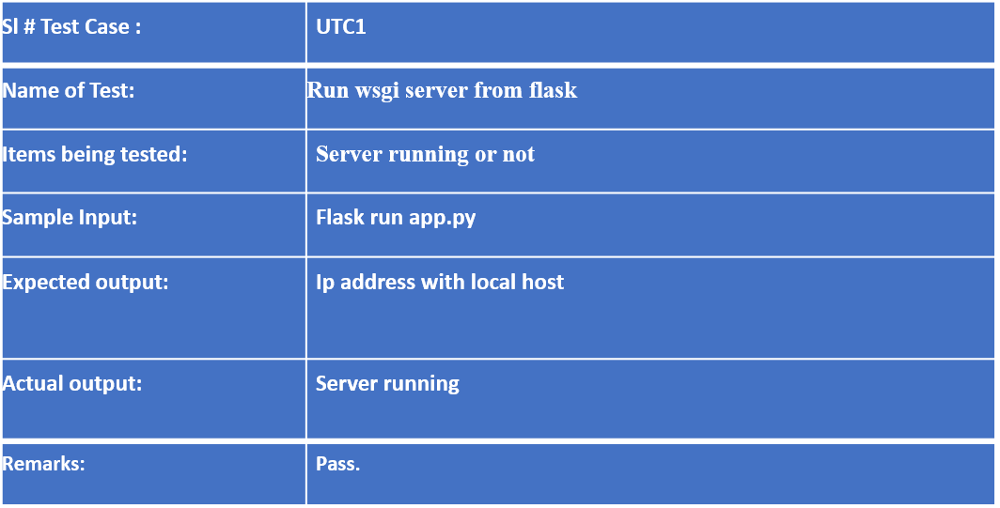 Sl # Test Case : UTC1
Name of Test: Run wsgi server from flask
Items being tested: Server running or not
Sample Input: Flask run app.py
Expected output: Ip address with local host
Actual output: Server running
Remarks: Pass.